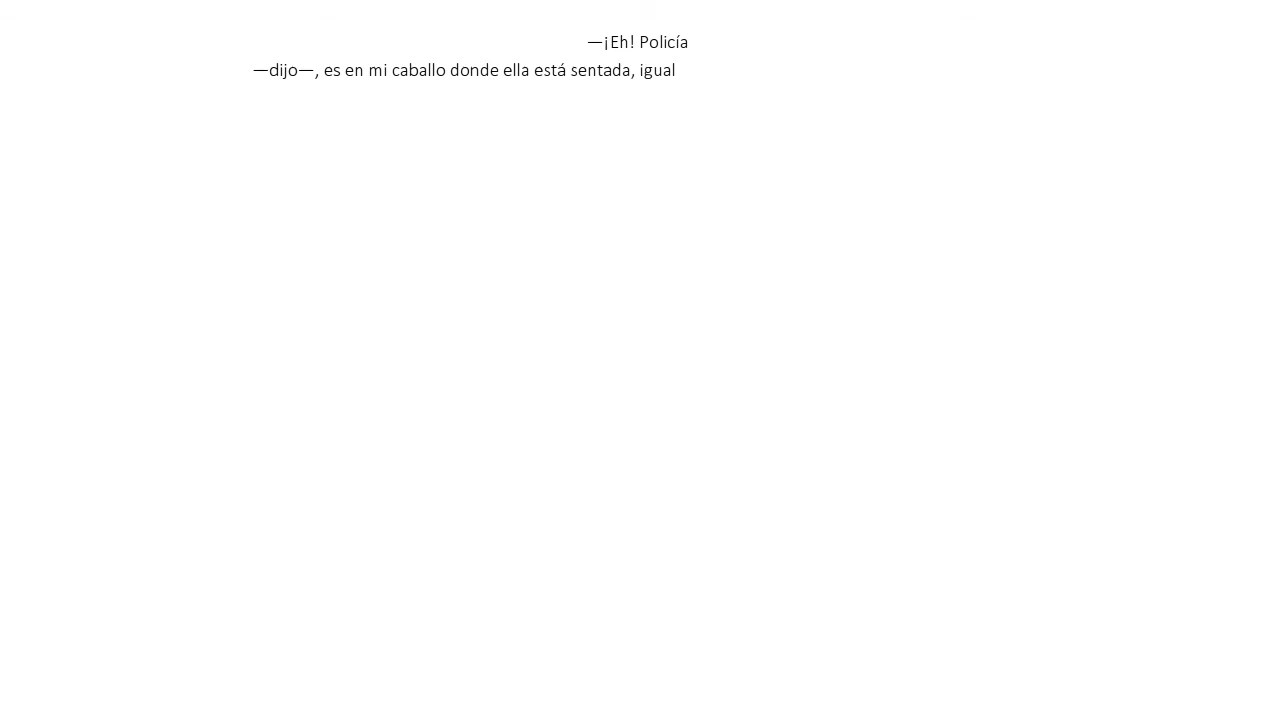 —¡Eh! Policía
—dijo—, es en mi caballo donde ella está sentada, igual